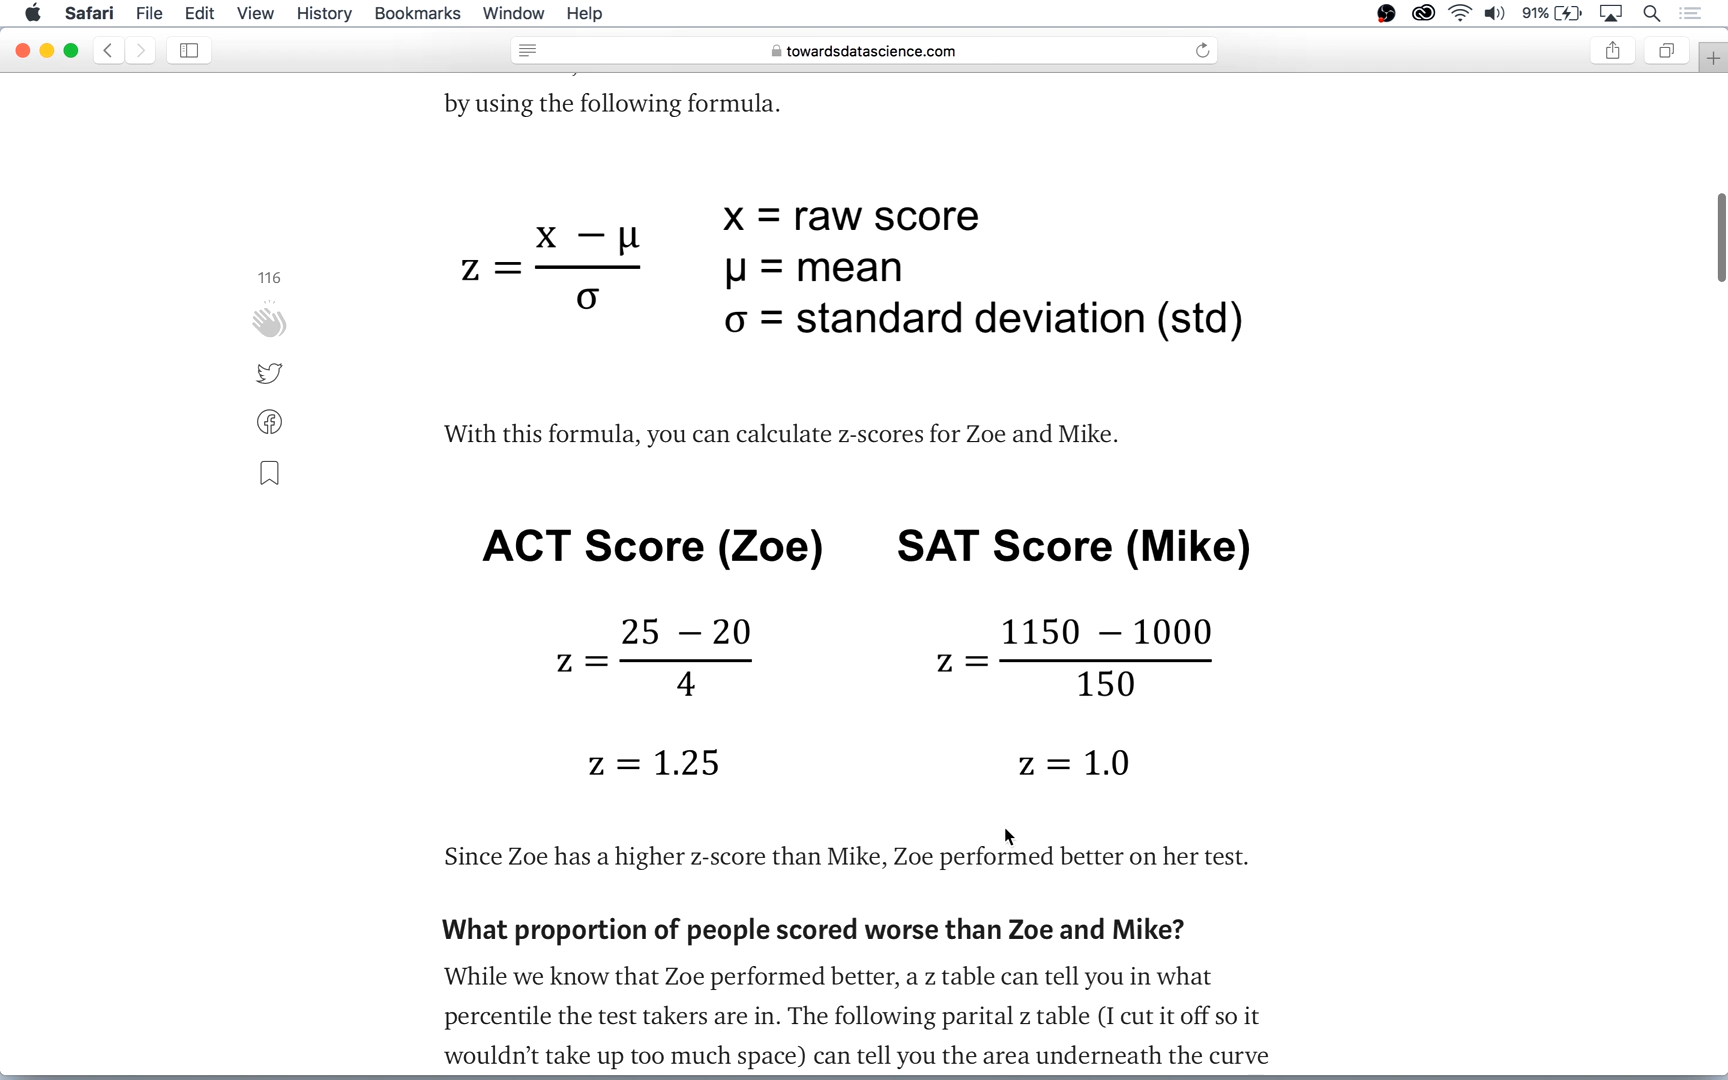 Safari File Edit View History Bookmarks Window Help 91%
towardsdatascience.com
by using the following formula.
z = x − μ / σ
x = raw score
μ = mean
σ = standard deviation (std)
116
With this formula, you can calculate z-scores for Zoe and Mike.
ACT Score (Zoe)
z = 25 − 20 / 4
z = 1.25
SAT Score (Mike)
z = 1150 − 1000 / 150
z = 1.0
Since Zoe has a higher z-score than Mike, Zoe performed better on her test.
What proportion of people scored worse than Zoe and Mike?
While we know that Zoe performed better, a z table can tell you in what
percentile the test takers are in. The following parital z table (I cut it off so it
wouldn’t take up too much space) can tell you the area underneath the curve